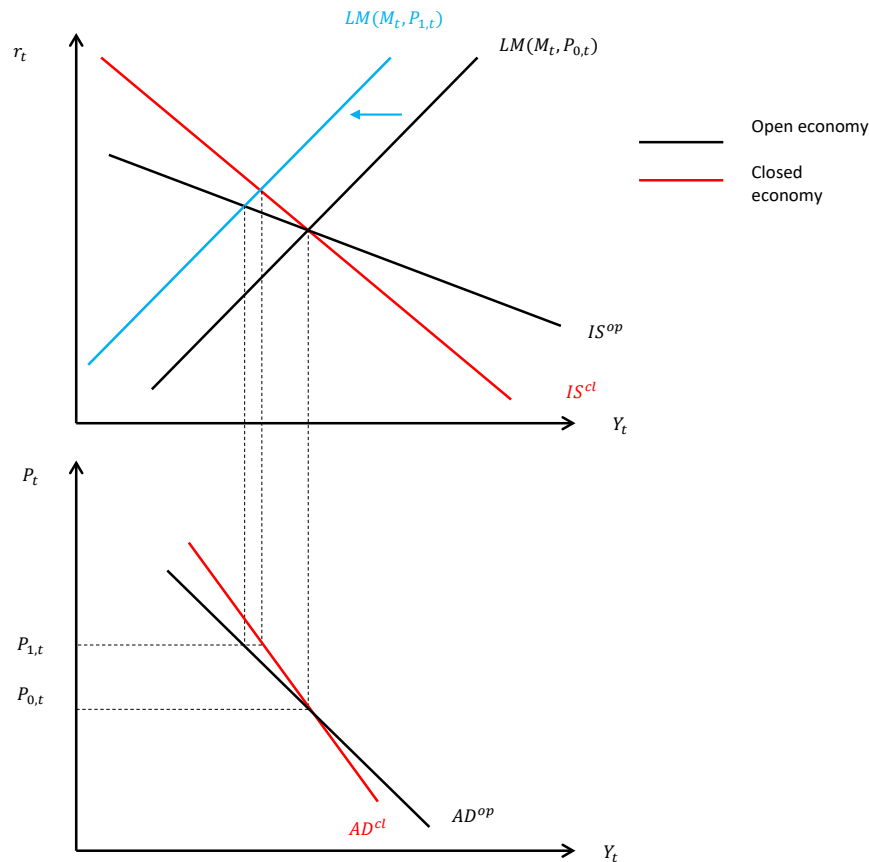 LM(M_t, P_{1,t})
LM(M_t, P_{0,t})
r_t
Open economy
Closed
economy
IS^{op}
IS^{cl}
Y_t
P_t
P_{1,t}
P_{0,t}
AD^{op}
AD^{cl}
Y_t